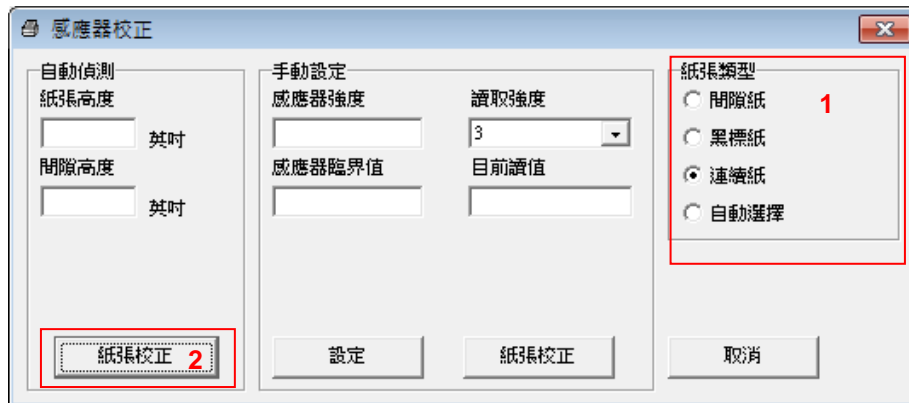 感應器校正
自動偵測
紙張高度
英吋
間隙高度
英吋
紙張校正 2
手動設定
感應器強度
讀取強度
3
感應器臨界值
目前讀值
設定
紙張校正
紙張類型
間隙紙
1
黑標紙
連續紙
自動選擇
取消